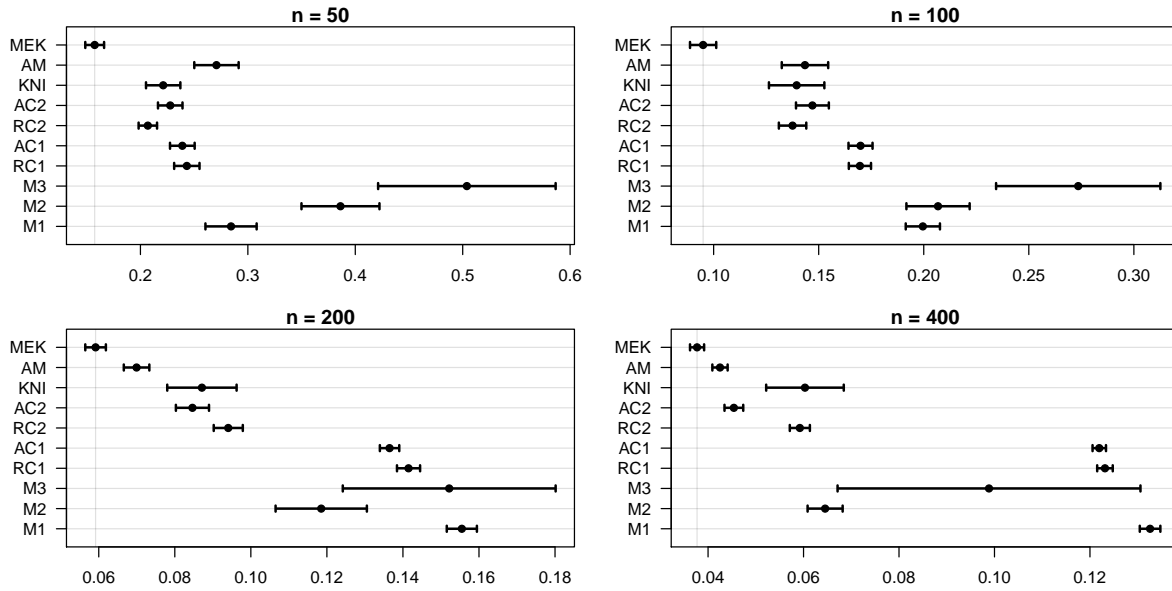 n = 50
MEK
AM
KNI
AC2
RC2
AC1
RC1
M3
M2
M1
0.2 0.3 0.4 0.5 0.6
n = 100
MEK
AM
KNI
AC2
RC2
AC1
RC1
M3
M2
M1
0.10 0.15 0.20 0.25 0.30
n = 200
MEK
AM
KNI
AC2
RC2
AC1
RC1
M3
M2
M1
0.06 0.08 0.10 0.12 0.14 0.16 0.18
n = 400
MEK
AM
KNI
AC2
RC2
AC1
RC1
M3
M2
M1
0.04 0.06 0.08 0.10 0.12